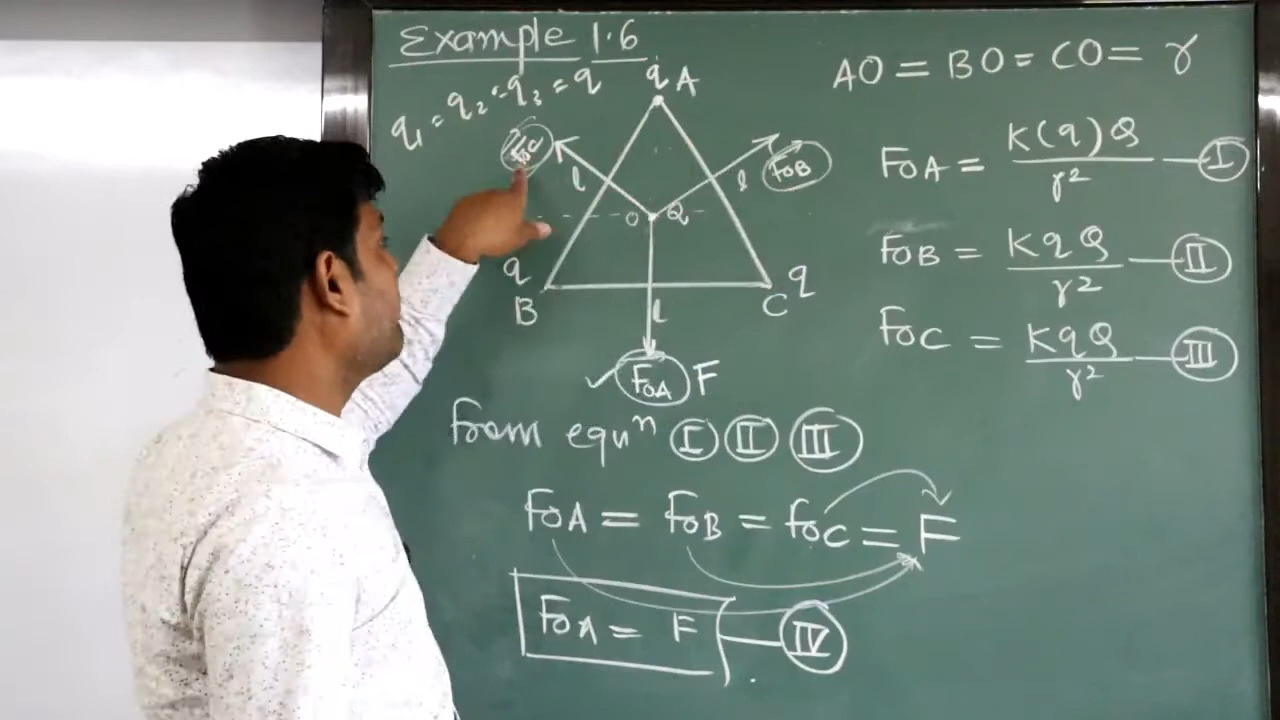 Example 1.6
q₁ = q₂ = q₃ = q
q A
FOC
l
l
FOB
O Q
q
B
C q
l
FOA F
AO = BO = CO = r
FOA = K(q)Q / r² — I
FOB = KqQ / r² — II
FOC = KqQ / r² — III
from equⁿ I II III
FOA = FOB = FOC = F
FOA = F — IV